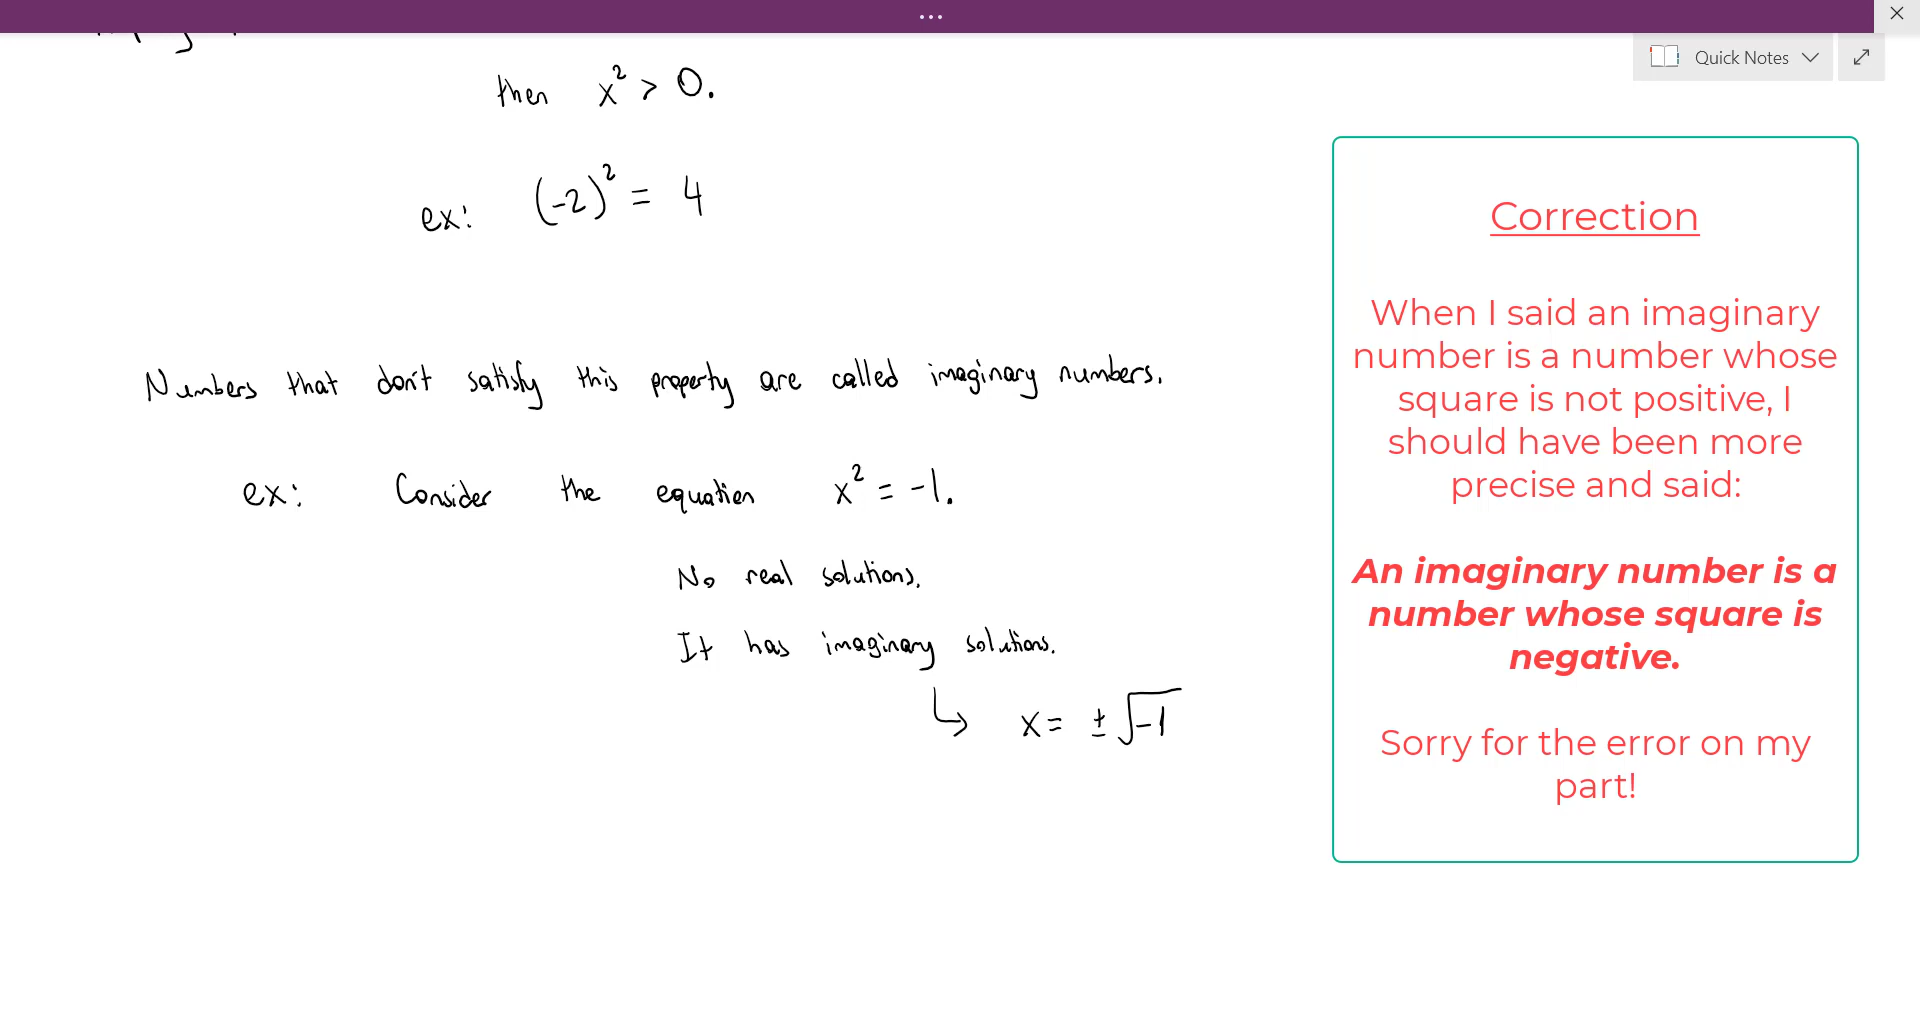 Quick Notes
then x² > 0.
ex: (-2)² = 4
Numbers that don't satisfy this property are called imaginary numbers.
ex: Consider the equation x² = -1.
No real solutions.
It has imaginary solutions.
↳ x = ± √-1
Correction
When I said an imaginary
number is a number whose
square is not positive, I
should have been more
precise and said:
An imaginary number is a
number whose square is
negative.
Sorry for the error on my
part!